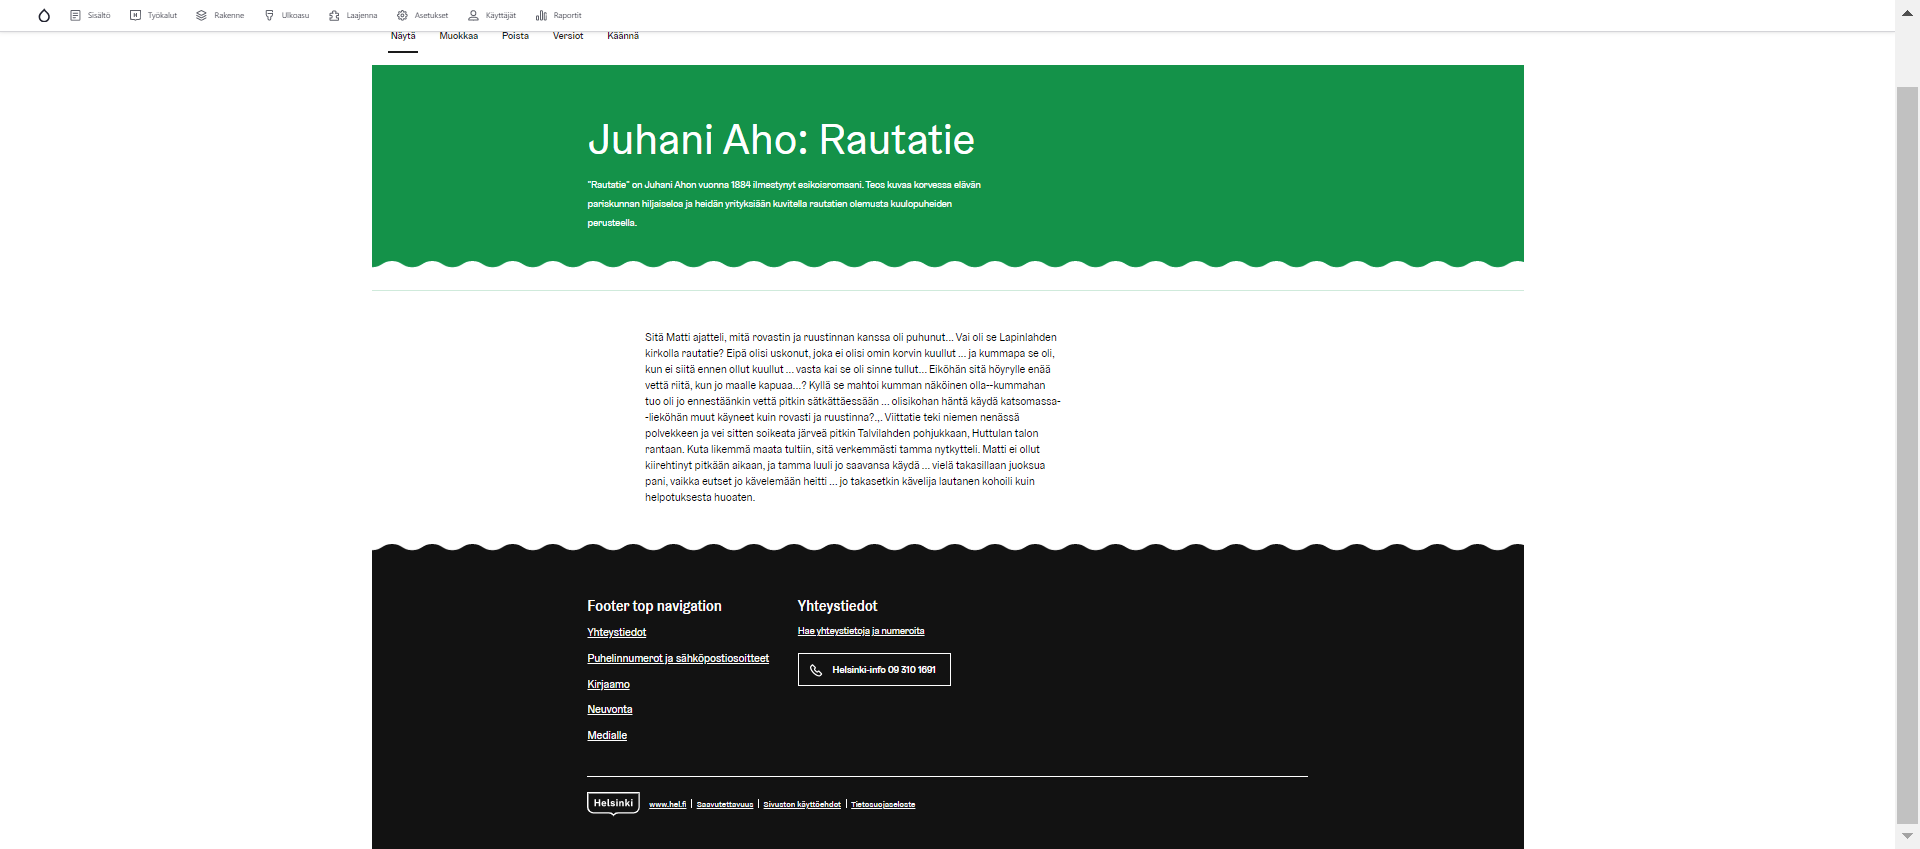 Sisältö Työkalut Rakenne Ulkoasu Laajenna Asetukset Käyttäjät Raportit
Näytä Muokkaa Poista Versiot Käännä
Juhani Aho: Rautatie
"Rautatie" on Juhani Ahon vuonna 1884 ilmestynyt esikoisromaani. Teos kuvaa korvessa elävän
pariskunnan hiljaiseloa ja heidän yrityksiään kuvitella rautatien olemusta kuulopuheiden
perusteella.
Sitä Matti ajatteli, mitä rovastin ja ruustinnan kanssa oli puhunut... Vai oli se Lapinlahden
kirkolla rautatie? Eipä olisi uskonut, joka ei olisi omin korvin kuullut ... ja kummapa se oli,
kun ei siitä ennen ollut kuullut ... vasta kai se oli sinne tullut... Eiköhän sitä höyrylle enää
vettä riitä, kun jo maalle kapuaa...? Kyllä se mahtoi kumman näköinen olla--kummahan
tuo oli jo ennestäänkin vettä pitkin sätkättäessään ... olisikohan häntä käydä katsomassa-
-lieköhän muut käyneet kuin rovasti ja ruustinna?.,. Viittatie teki niemen nenässä
polvekkeen ja vei sitten soikeata järveä pitkin Talvilahden pohjukkaan, Huttulan talon
rantaan. Kuta likemmä maata tultiin, sitä verkemmästi tamma nytkytteli. Matti ei ollut
kiirehtinyt pitkään aikaan, ja tamma luuli jo saavansa käydä ... vielä takasillaan juoksua
pani, vaikka eutset jo kävelemään heitti ... jo takasetkin kävelijä lautanen kohoili kuin
helpotuksesta huoaten.
Footer top navigation
Yhteystiedot
Puhelinnumerot ja sähköpostiosoitteet
Kirjaamo
Neuvonta
Medialle
Yhteystiedot
Hae yhteystietoja ja numeroita
Helsinki-info 09 310 1691
Helsinki www.hel.fi | Saavutettavuus | Sivuston käyttöehdot | Tietosuojaseloste